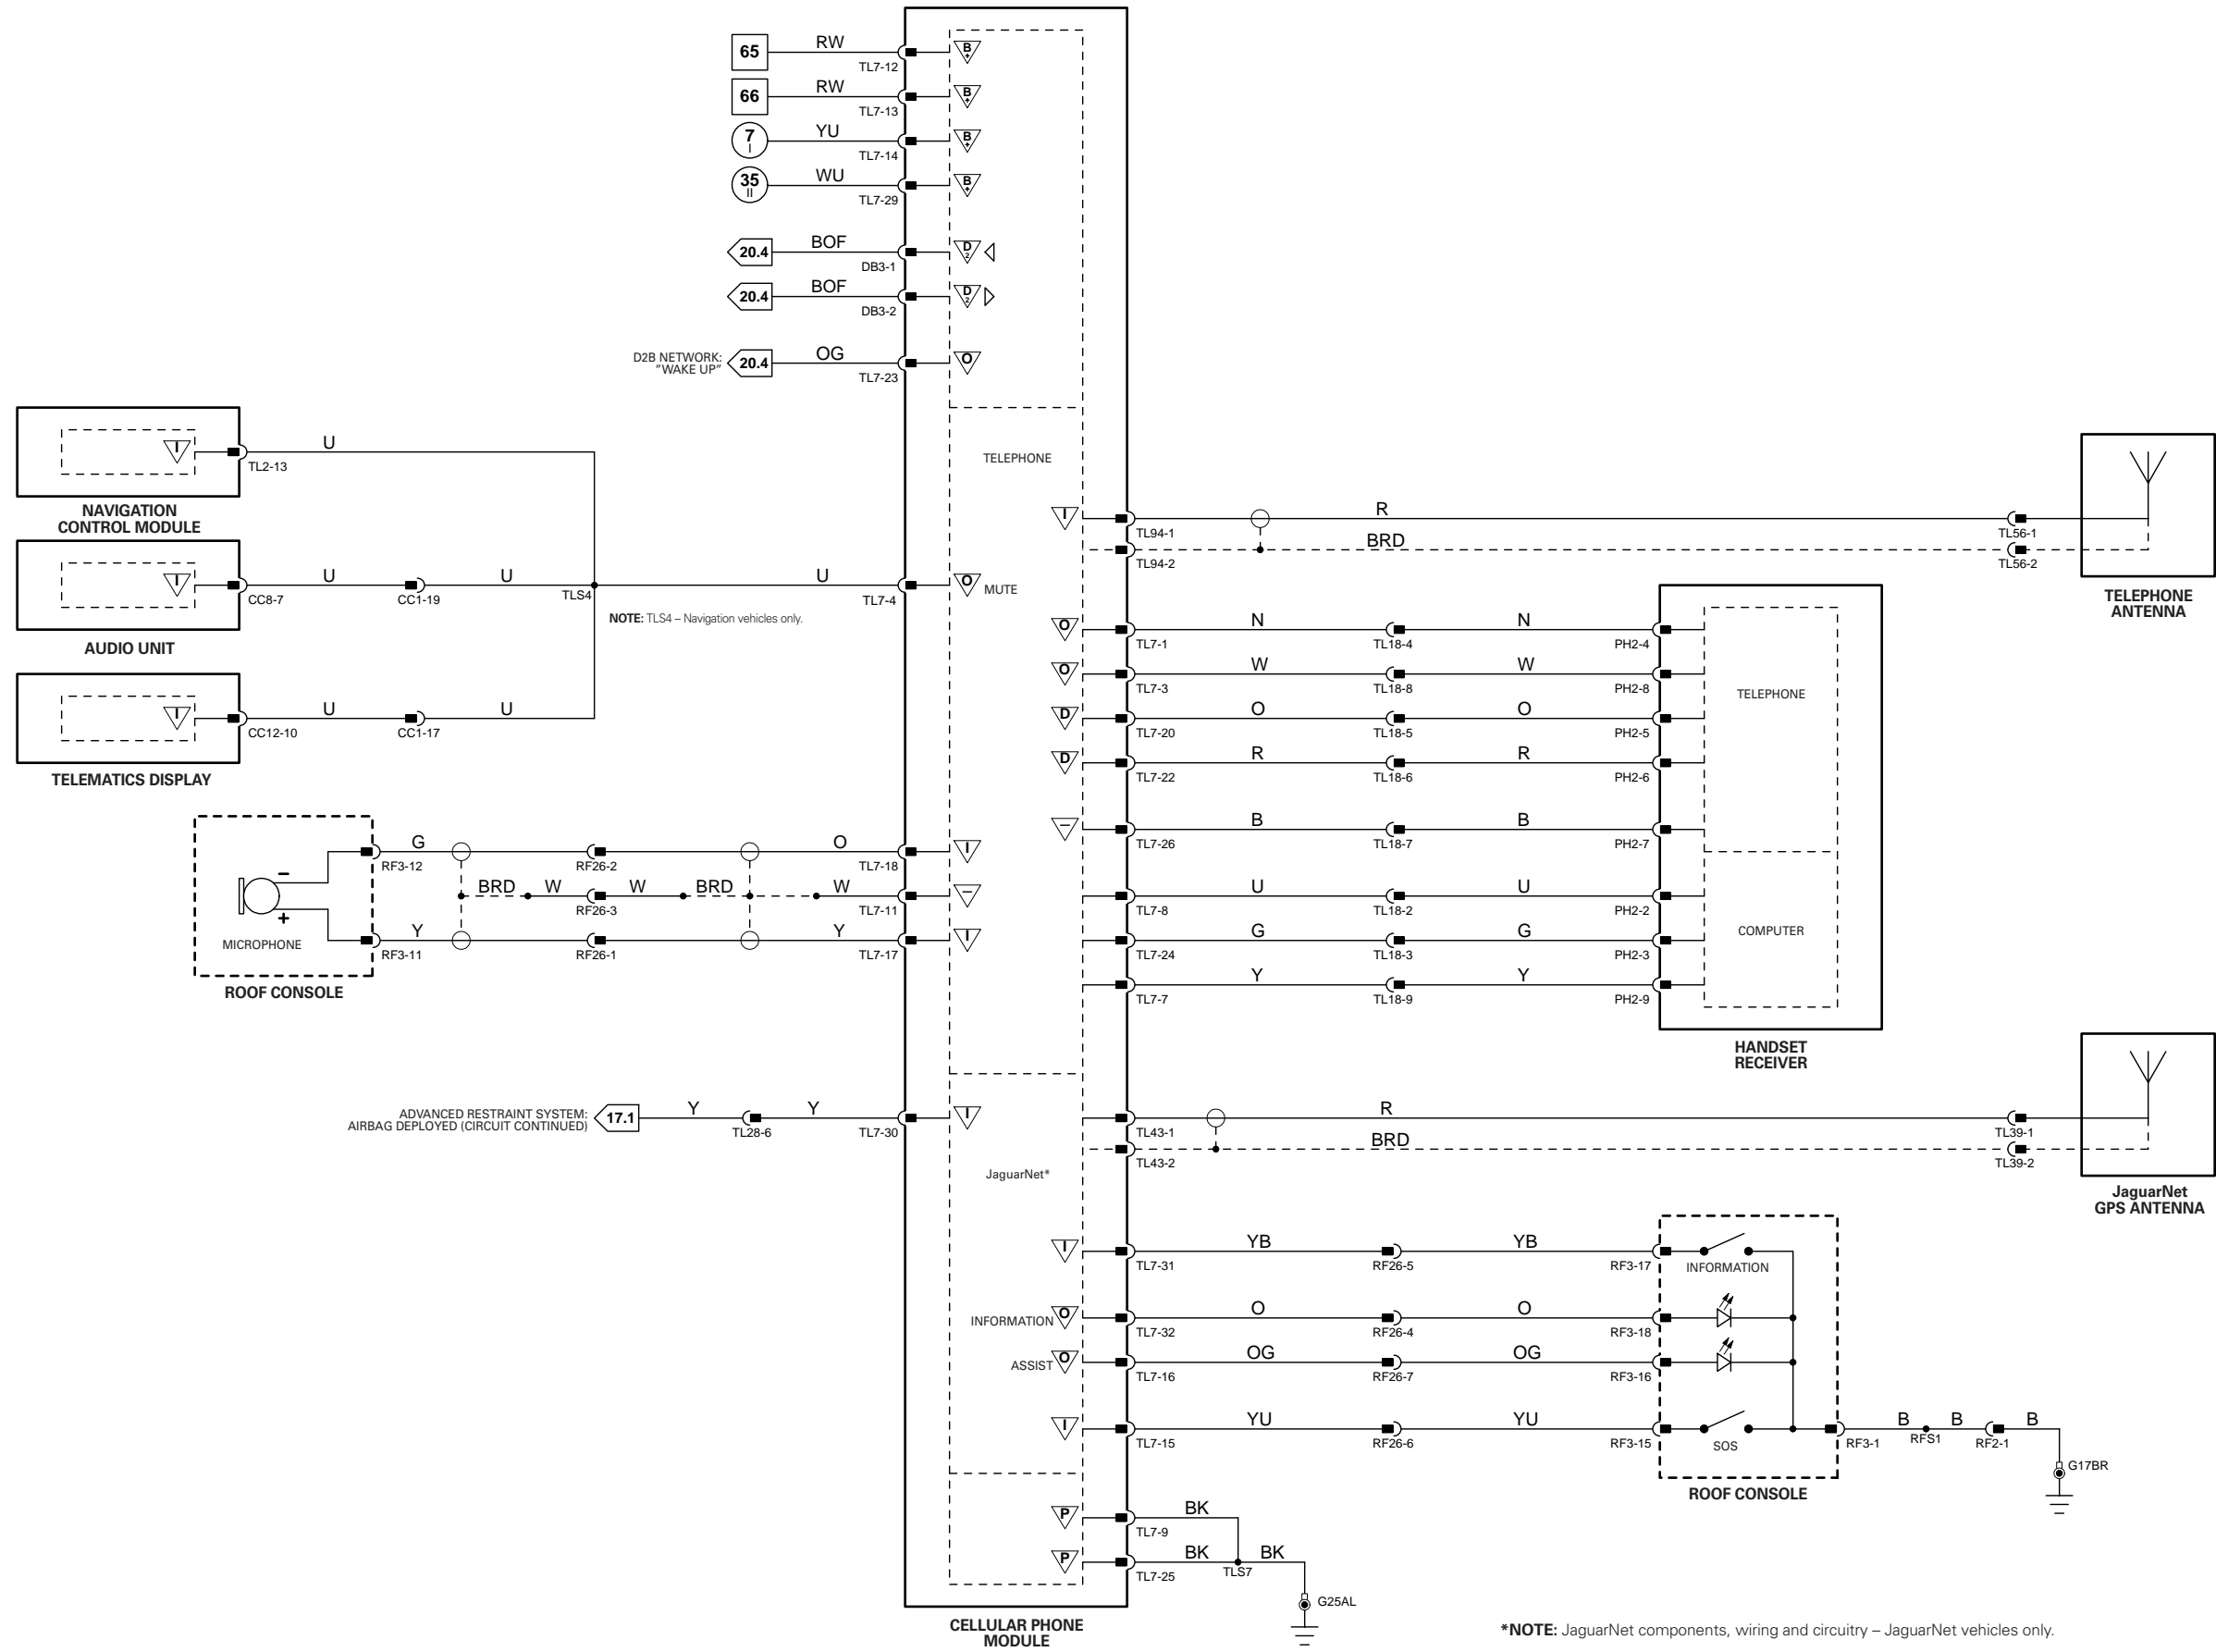 65 RW TL7-12 B+
66 RW TL7-13 B+
7 I YU TL7-14 B+
35 II WU TL7-29 B+
20.4 BOF DB3-1 D2
20.4 BOF DB3-2 D2
D2B NETWORK:
"WAKE UP" 20.4 OG TL7-23 O
I U TL2-13
NAVIGATION
CONTROL MODULE
TELEPHONE
I TL94-1 R TL56-1
TL94-2 BRD TL56-2
TELEPHONE
ANTENNA
I CC8-7 U CC1-19 U TLS4 U TL7-4 O MUTE
NOTE: TLS4 – Navigation vehicles only.
AUDIO UNIT
I CC12-10 U CC1-17 U
TELEMATICS DISPLAY
O TL7-1 N TL18-4 N PH2-4
O TL7-3 W TL18-8 W PH2-8
TELEPHONE
D TL7-20 O TL18-5 O PH2-5
D TL7-22 R TL18-6 R PH2-6
– TL7-26 B TL18-7 B PH2-7
TL7-8 U TL18-2 U PH2-2
COMPUTER
TL7-24 G TL18-3 G PH2-3
TL7-7 Y TL18-9 Y PH2-9
HANDSET
RECEIVER
– RF3-12 G RF26-2 O TL7-18 I
BRD W RF26-3 W BRD W TL7-11 –
+ RF3-11 Y RF26-1 Y TL7-17 I
MICROPHONE
ROOF CONSOLE
ADVANCED RESTRAINT SYSTEM:
AIRBAG DEPLOYED (CIRCUIT CONTINUED) 17.1 Y TL28-6 Y TL7-30 I
JaguarNet*
TL43-1 R TL39-1
TL43-2 BRD TL39-2
JaguarNet
GPS ANTENNA
I TL7-31 YB RF26-5 YB RF3-17 INFORMATION
INFORMATION O TL7-32 O RF26-4 O RF3-18
ASSIST O TL7-16 OG RF26-7 OG RF3-16
I TL7-15 YU RF26-6 YU RF3-15 SOS RF3-1 B RFS1 B RF2-1 B G17BR
ROOF CONSOLE
P TL7-9 BK
P TL7-25 BK TLS7 BK G25AL
CELLULAR PHONE
MODULE
*NOTE: JaguarNet components, wiring and circuitry – JaguarNet vehicles only.